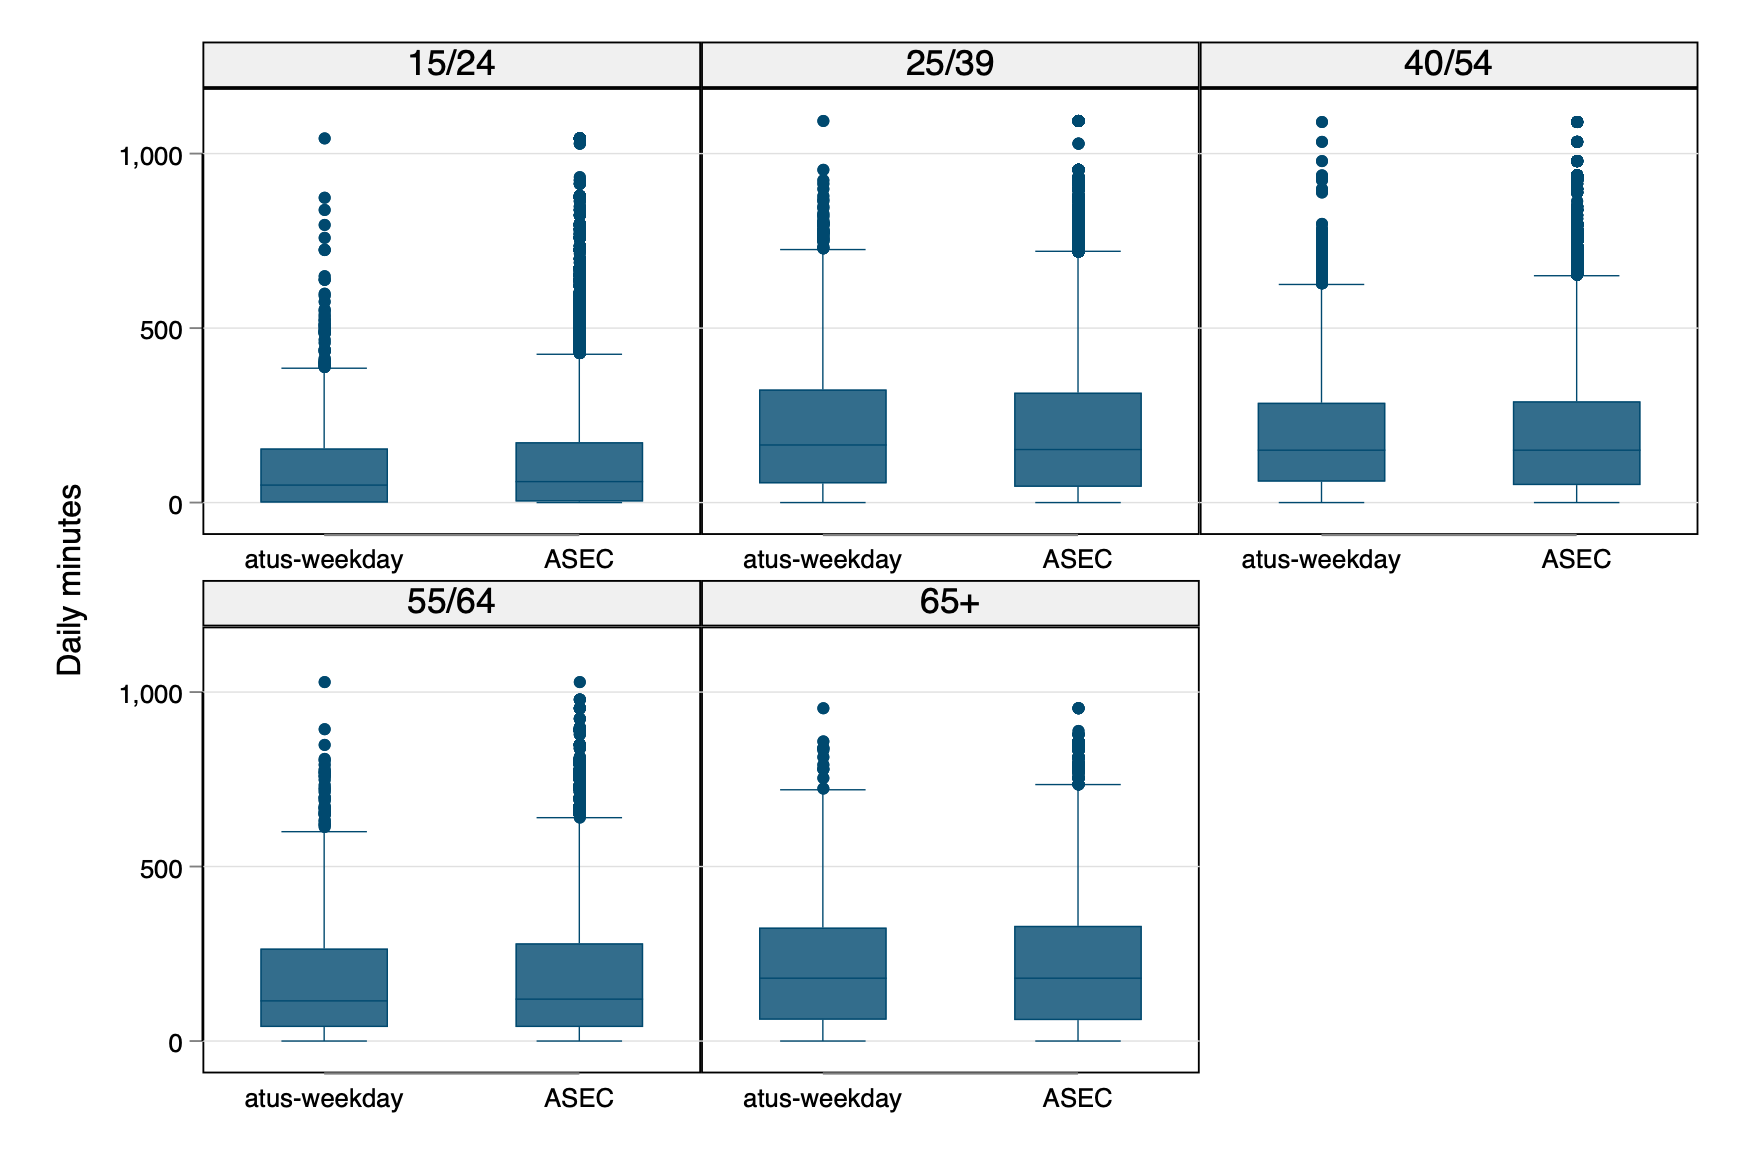 15/24 25/39 40/54
1,000
500
0
atus-weekday ASEC atus-weekday ASEC atus-weekday ASEC
Daily minutes
55/64 65+
1,000
500
0
atus-weekday ASEC atus-weekday ASEC